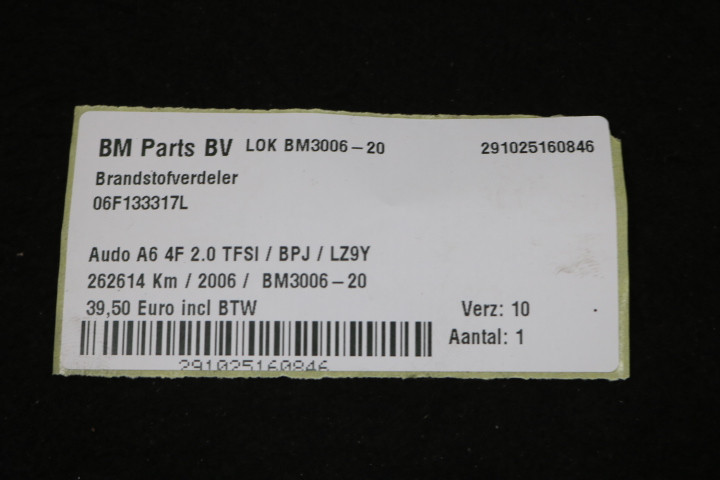 BM Parts BV LOK BM3006-20 291025160846
Brandstofverdeler
06F133317L
Audo A6 4F 2.0 TFSI / BPJ / LZ9Y
262614 Km / 2006 / BM3006-20
39,50 Euro incl BTW Verz: 10
Aantal: 1
291025160846